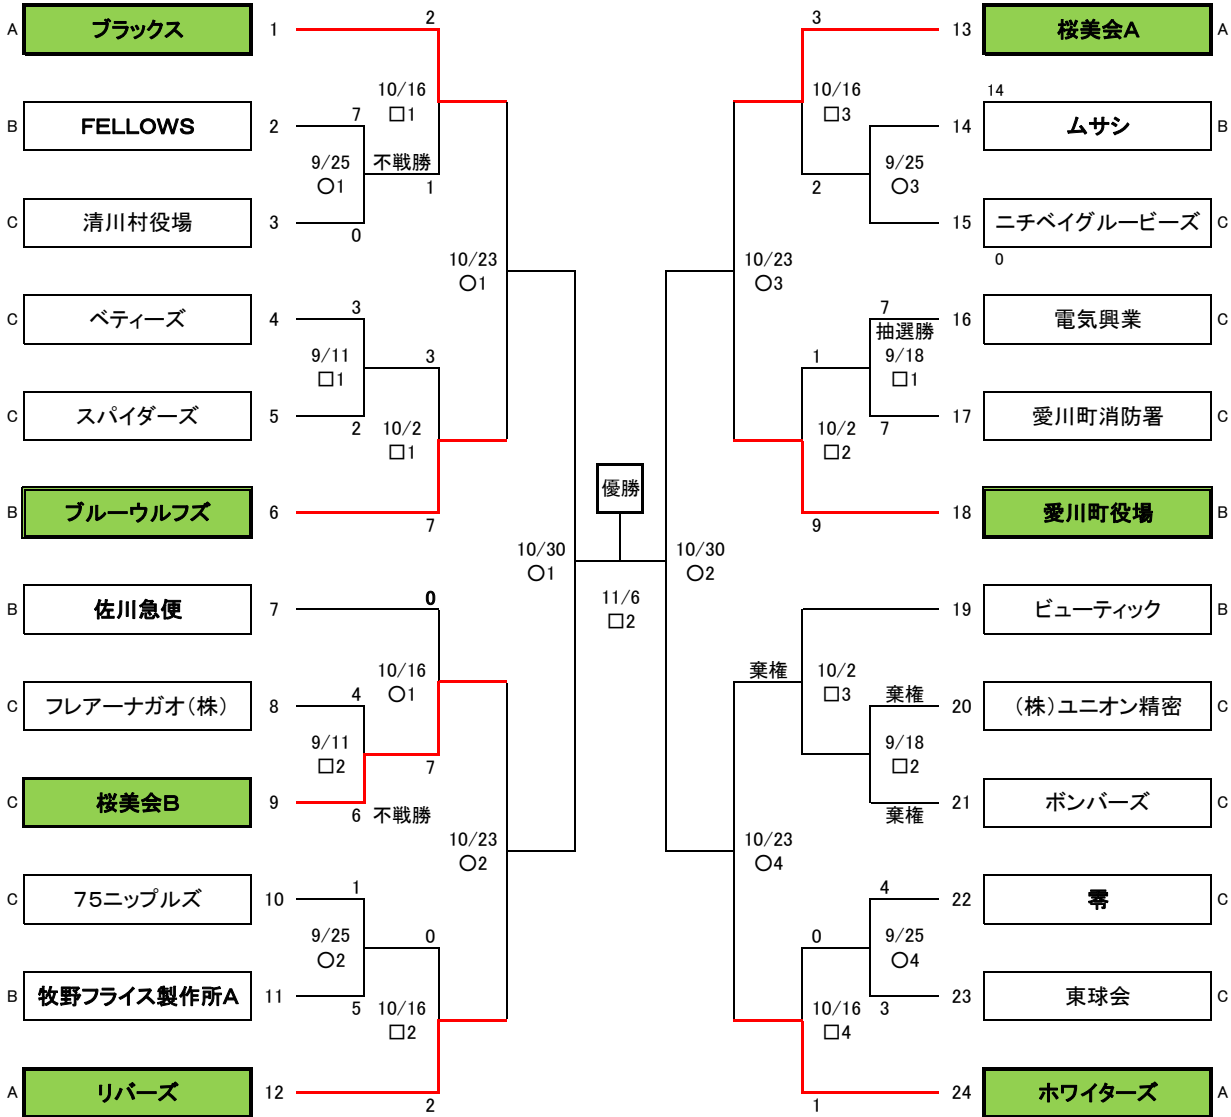 A ブラックス 1 2
10/16
□1
B FELLOWS 2 7
9/25
○1
不戦勝
1
C 清川村役場 3
0
10/23
○1
C ベティーズ 4 3
9/11
□1
3
C スパイダーズ 5
2
10/2
□1
B ブルーウルフズ 6
7
10/30
○1
B 佐川急便 7 0
10/16
○1
C フレアーナガオ(株) 8 4
9/11
□2
7
C 桜美会B 9
6 不戦勝
10/23
○2
C 75ニップルズ 10 1
9/25
○2
0
B 牧野フライス製作所A 11
5
10/16
□2
A リバーズ 12
2
優勝
11/6
□2
3 13 桜美会A A
10/16
□3
14
14 ムサシ B
9/25
○3
2
15 ニチベイグルービーズ C
0
10/23
○3
7 16 電気興業 C
抽選勝
9/18
□1
1
7 17 愛川町消防署 C
10/2
□2
18 愛川町役場 B
9
10/30
○2
19 ビューティック B
棄権
10/2
□3
棄権 20 (株)ユニオン精密 C
9/18
□2
21 ボンバーズ C
棄権
10/23
○4
4 22 零 C
9/25
○4
0
3 23 東球会 C
10/16
□4
24 ホワイターズ A
1